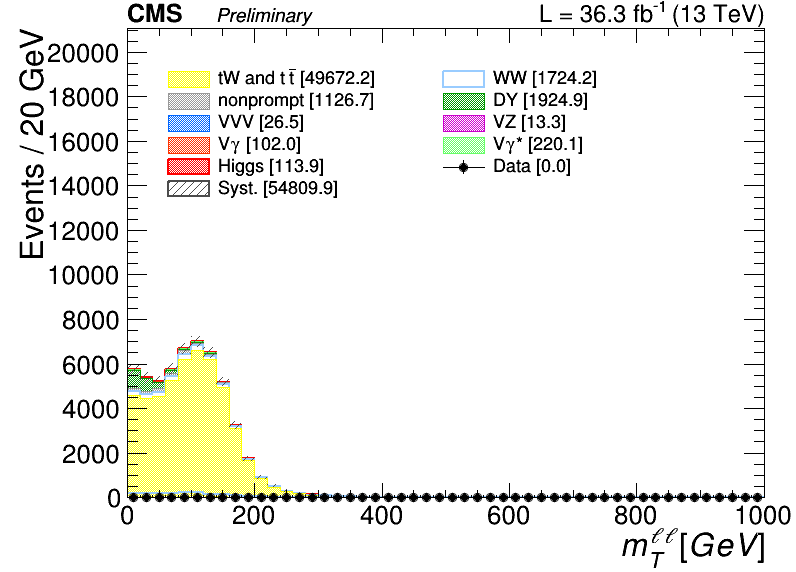 CMS Preliminary L = 36.3 fb⁻¹ (13 TeV)
Events / 20 GeV
20000
18000
16000
14000
12000
10000
8000
6000
4000
2000
0
tW and t t̄ [49672.2]
nonprompt [1126.7]
VVV [26.5]
Vγ [102.0]
Higgs [113.9]
Syst. [54809.9]
WW [1724.2]
DY [1924.9]
VZ [13.3]
Vγ* [220.1]
Data [0.0]
0 200 400 600 800 1000
m_T^{ℓℓ} [GeV]